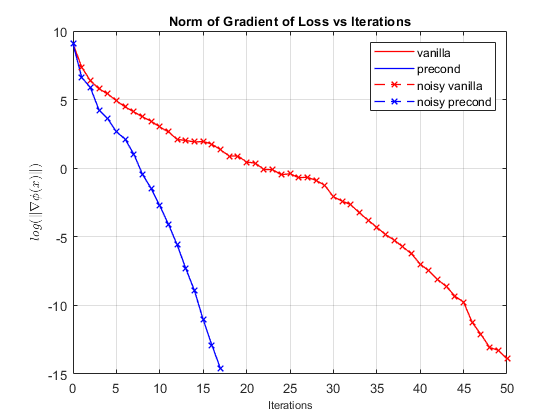 Norm of Gradient of Loss vs Iterations
log(‖∇ϕ(x)‖)
10
5
0
-5
-10
-15
0 5 10 15 20 25 30 35 40 45 50
Iterations
vanilla
precond
noisy vanilla
noisy precond